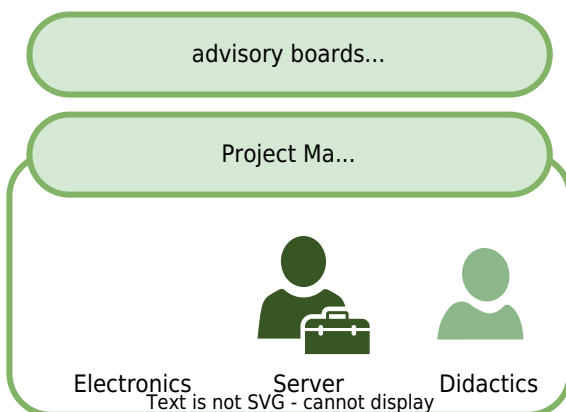 advisory boards...
Project Ma...
Electronics Server Didactics
Text is not SVG - cannot display